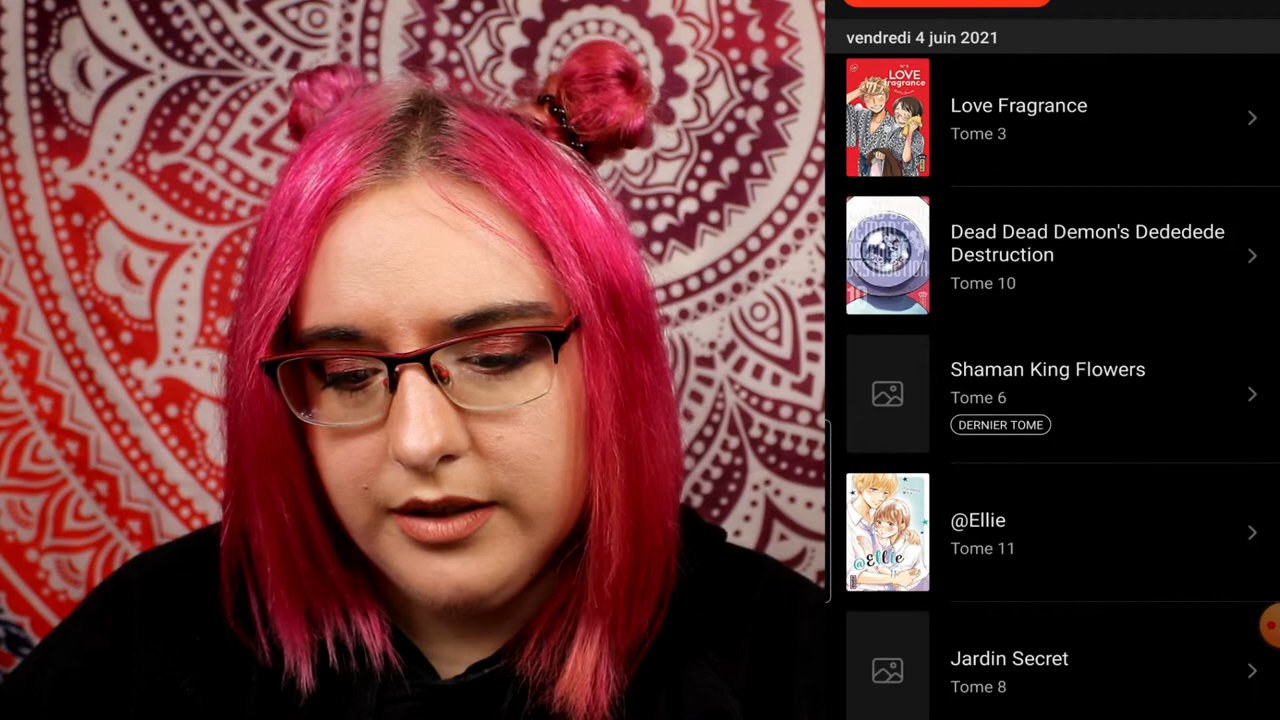 vendredi 4 juin 2021
LOVE
fragrance
Love Fragrance
Tome 3
Dead Dead Demon's Dededede
Destruction
Tome 10
Shaman King Flowers
Tome 6
DERNIER TOME
@Ellie
@Ellie
Tome 11
Jardin Secret
Tome 8